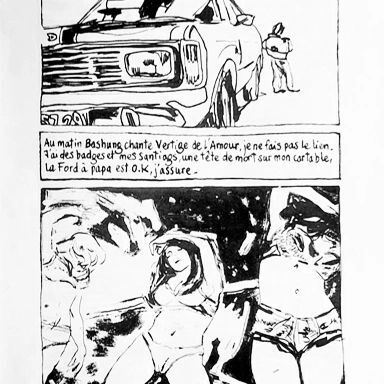 Au matin Bashung chante Vertige de l'Amour, je ne fais pas le lien.
J'ai des badges et mes santiags, une tête de mort sur mon cartable,
La Ford à papa est O.K, j'assure.